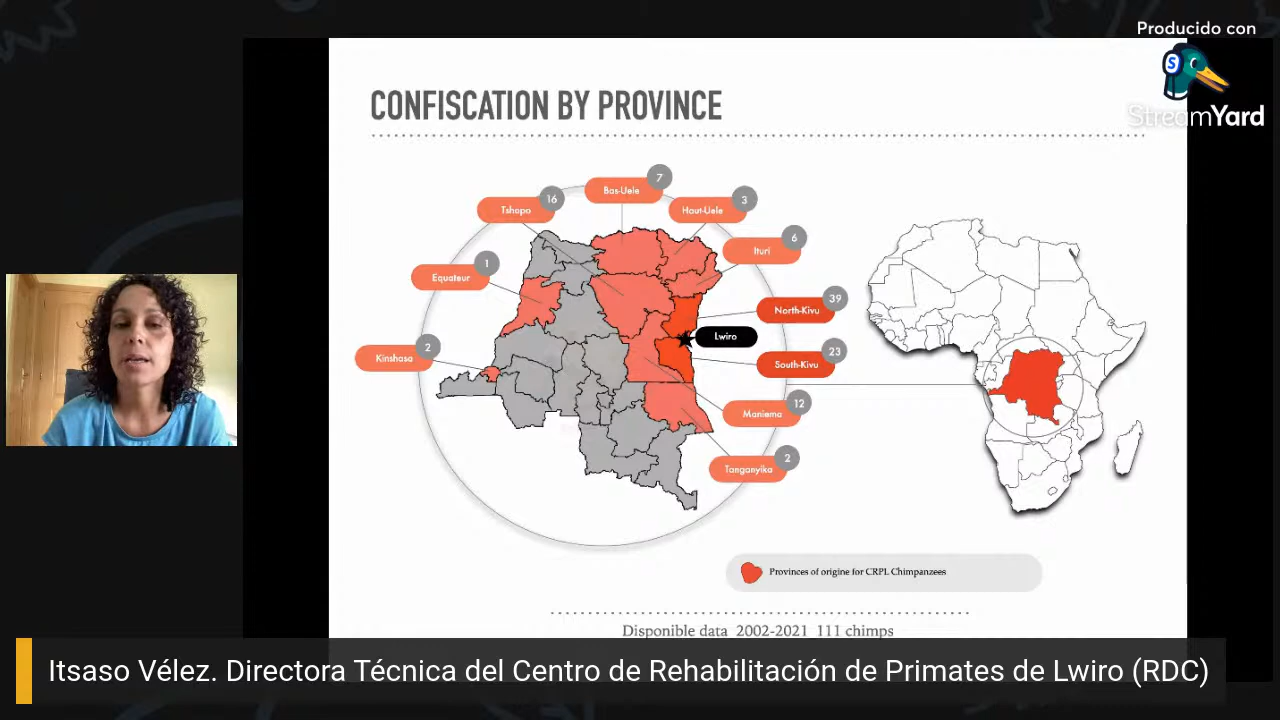 Producido con
StreamYard
CONFISCATION BY PROVINCE
Bas-Uele 7
Tshopo 16
Haut-Uele 3
Ituri 6
Equateur 1
North-Kivu 39
Lwiro
Kinshasa 2
South-Kivu 23
Maniema 12
Tanganyika 2
Provinces of origine for CRPL Chimpanzees
Disponible data 2002-2021 111 chimps
Itsaso Vélez. Directora Técnica del Centro de Rehabilitación de Primates de Lwiro (RDC)